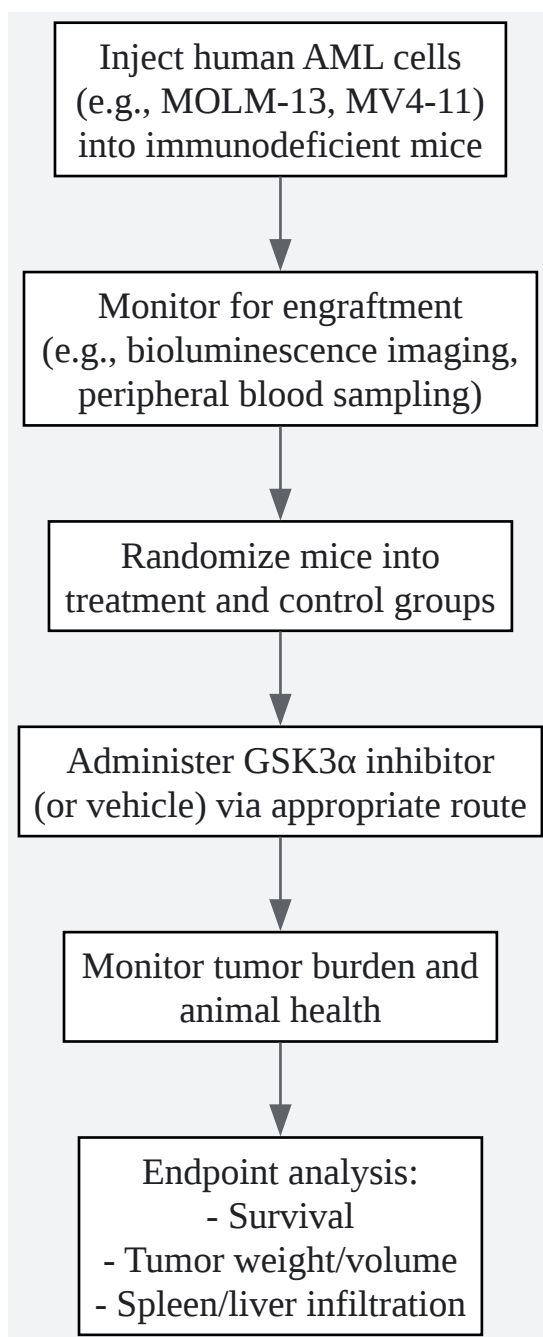 Inject human AML cells
(e.g., MOLM-13, MV4-11)
into immunodeficient mice
Monitor for engraftment
(e.g., bioluminescence imaging,
peripheral blood sampling)
Randomize mice into
treatment and control groups
Administer GSK3α inhibitor
(or vehicle) via appropriate route
Monitor tumor burden and
animal health
Endpoint analysis:
- Survival
- Tumor weight/volume
- Spleen/liver infiltration